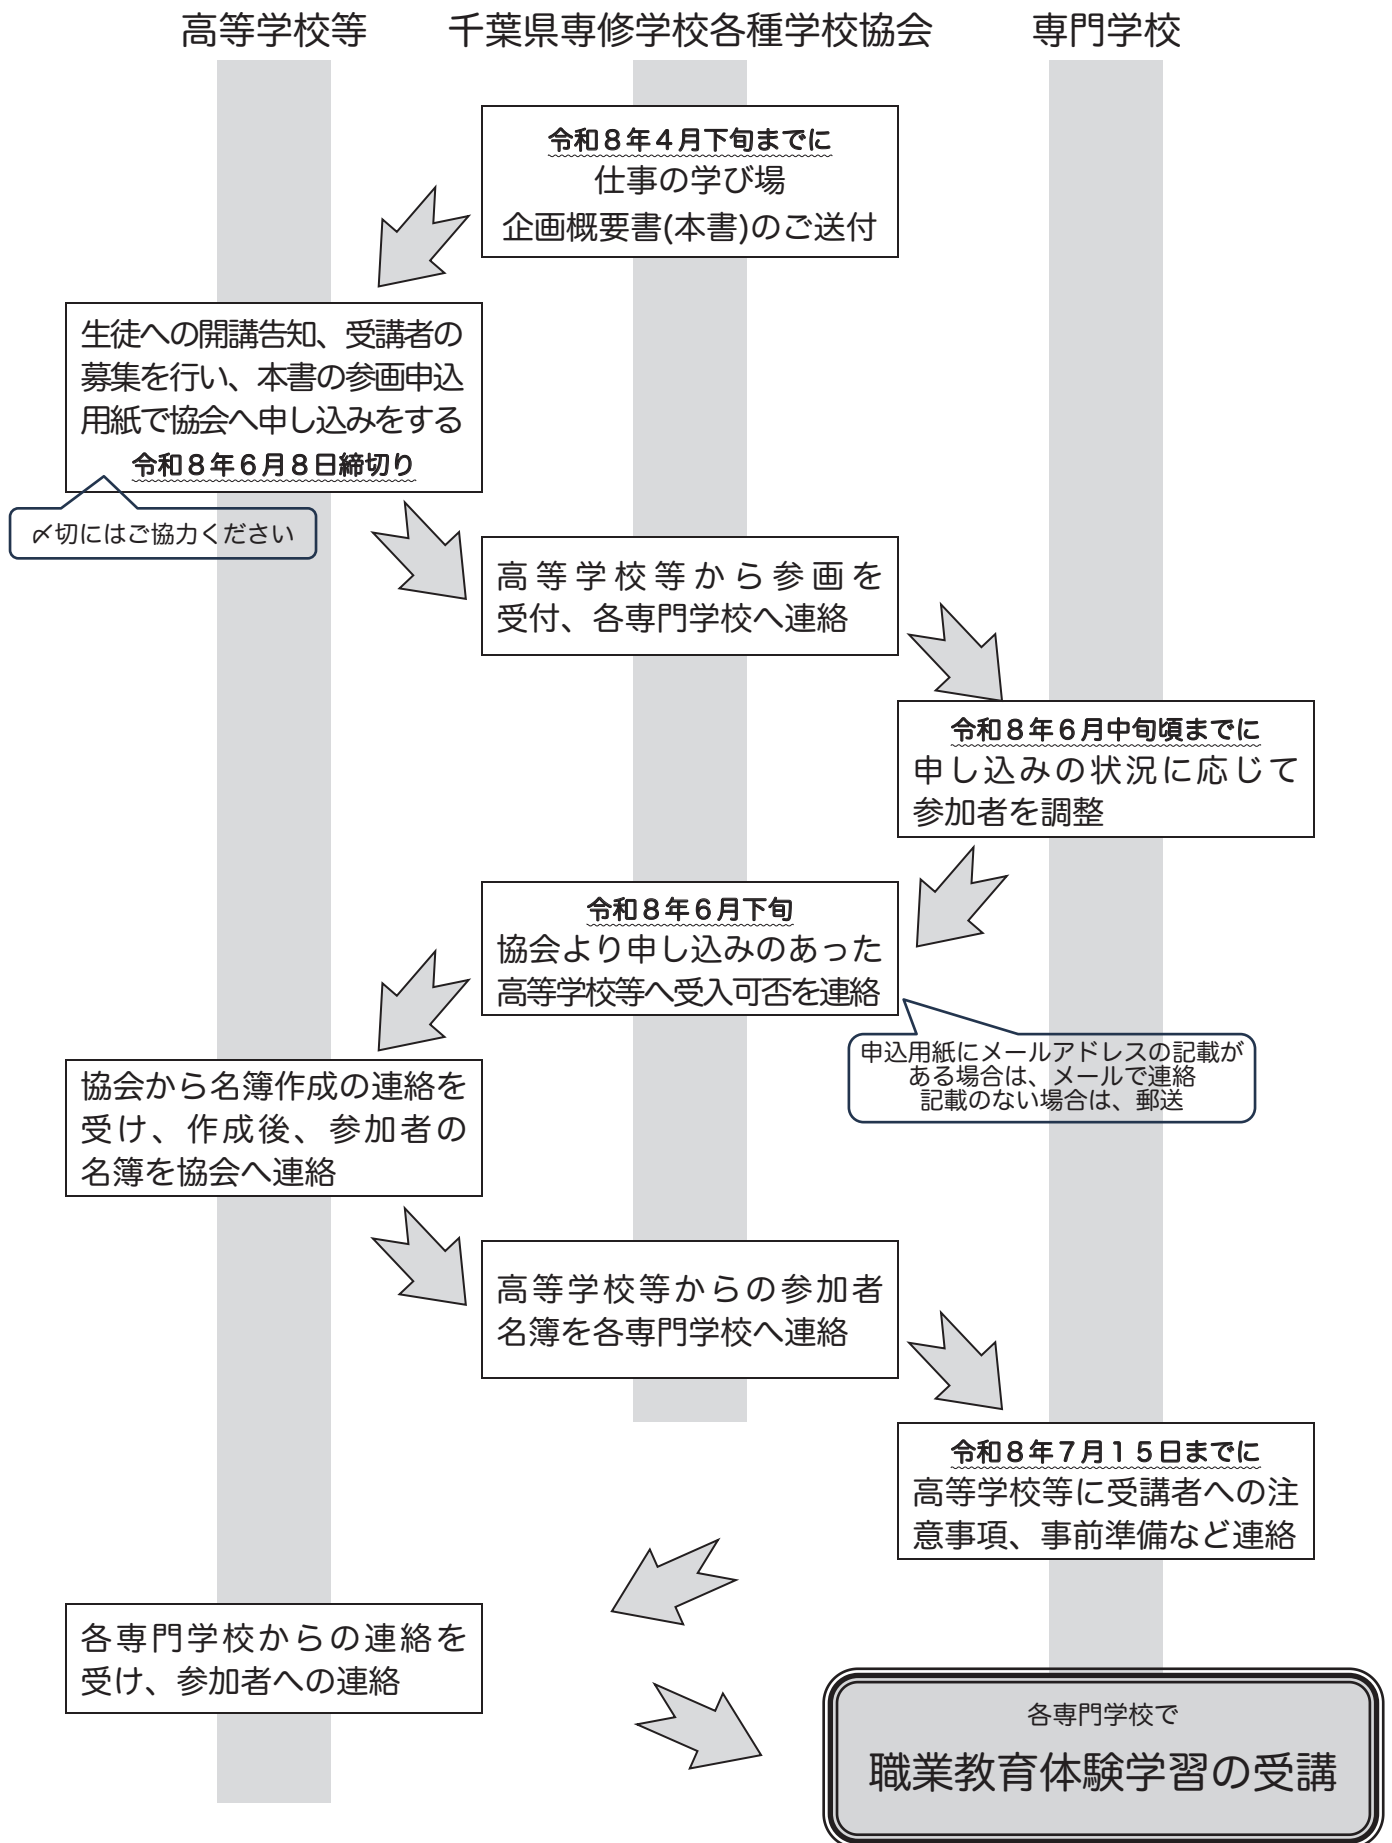 高等学校等
千葉県専修学校各種学校協会
専門学校
令和８年４月下旬までに
仕事の学び場
企画概要書(本書)のご送付
生徒への開講告知、受講者の
募集を行い、本書の参画申込
用紙で協会へ申し込みをする
令和８年６月８日締切り
〆切にはご協力ください
高等学校等から参画を
受付、各専門学校へ連絡
令和８年６月中旬頃までに
申し込みの状況に応じて
参加者を調整
令和８年６月下旬
協会より申し込みのあった
高等学校等へ受入可否を連絡
申込用紙にメールアドレスの記載が
ある場合は、メールで連絡
記載のない場合は、郵送
協会から名簿作成の連絡を
受け、作成後、参加者の
名簿を協会へ連絡
高等学校等からの参加者
名簿を各専門学校へ連絡
令和８年７月１５日までに
高等学校等に受講者への注
意事項、事前準備など連絡
各専門学校からの連絡を
受け、参加者への連絡
各専門学校で
職業教育体験学習の受講